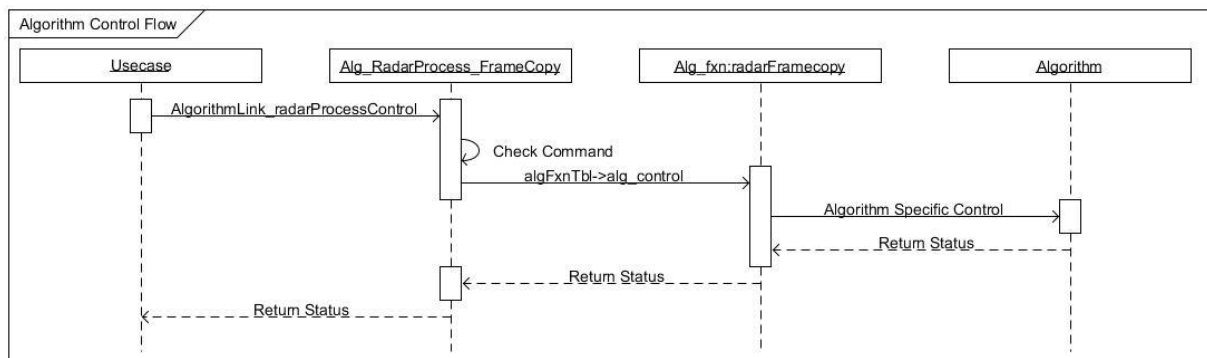 Algorithm Control Flow
Usecase
Alg_RadarProcess_FrameCopy
Alg_fxn:radarFramecopy
Algorithm
AlgorithmLink_radarProcessControl
Check Command
algFxnTbl->alg_control
Algorithm Specific Control
Return Status
Return Status
Return Status